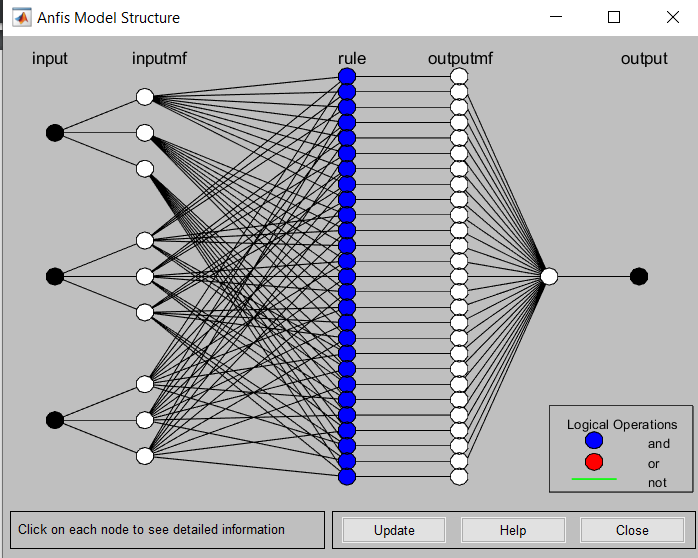 Anfis Model Structure
input inputmf rule outputmf output
Logical Operations
and
or
not
Click on each node to see detailed information
Update Help Close